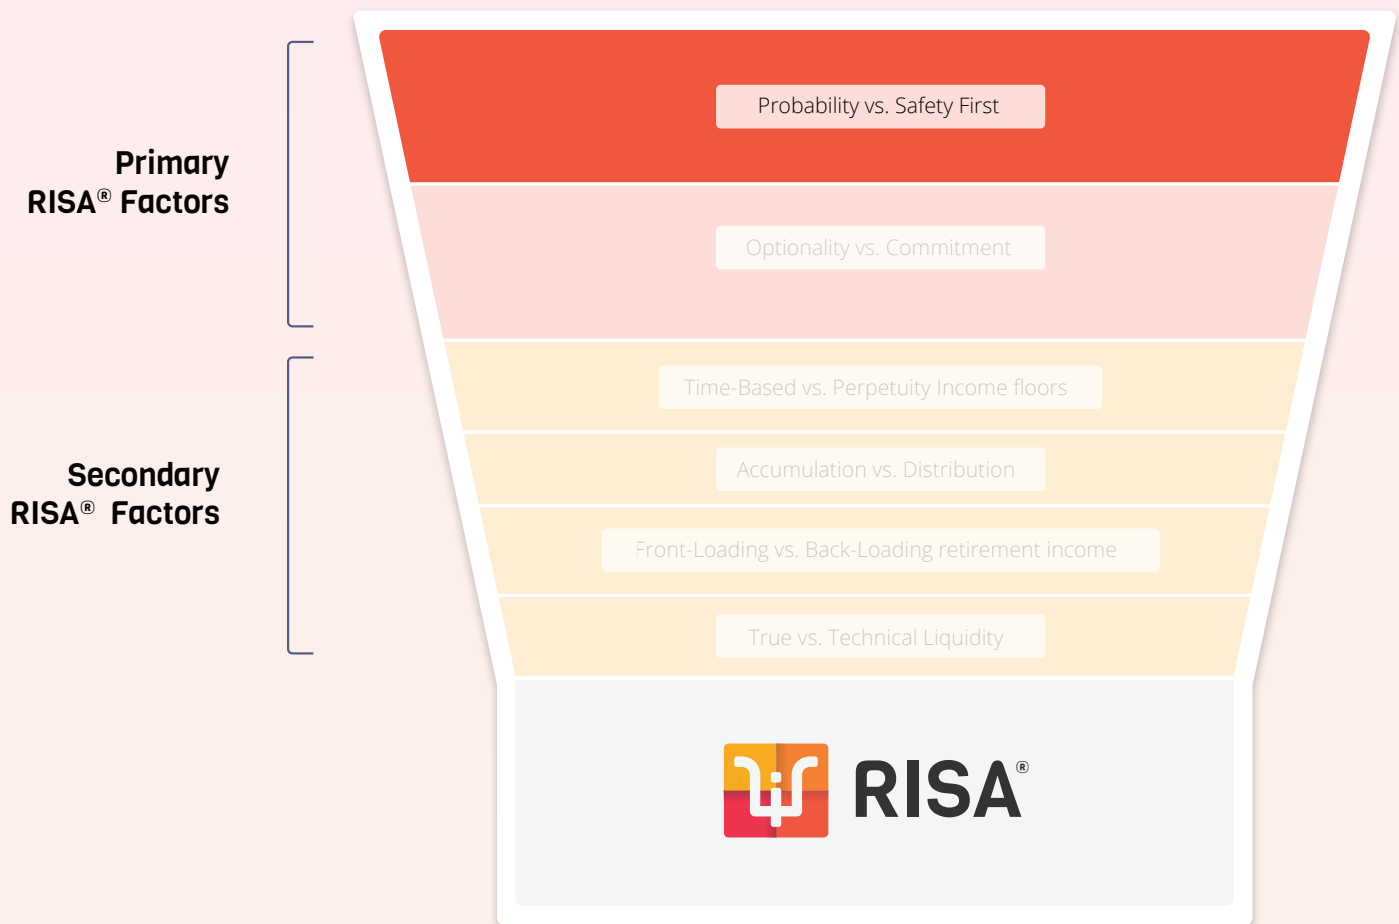 Primary
RISA® Factors
Probability vs. Safety First
Optionality vs. Commitment
Secondary
RISA® Factors
Time-Based vs. Perpetuity Income floors
Accumulation vs. Distribution
Front-Loading vs. Back-Loading retirement income
True vs. Technical Liquidity
RISA®